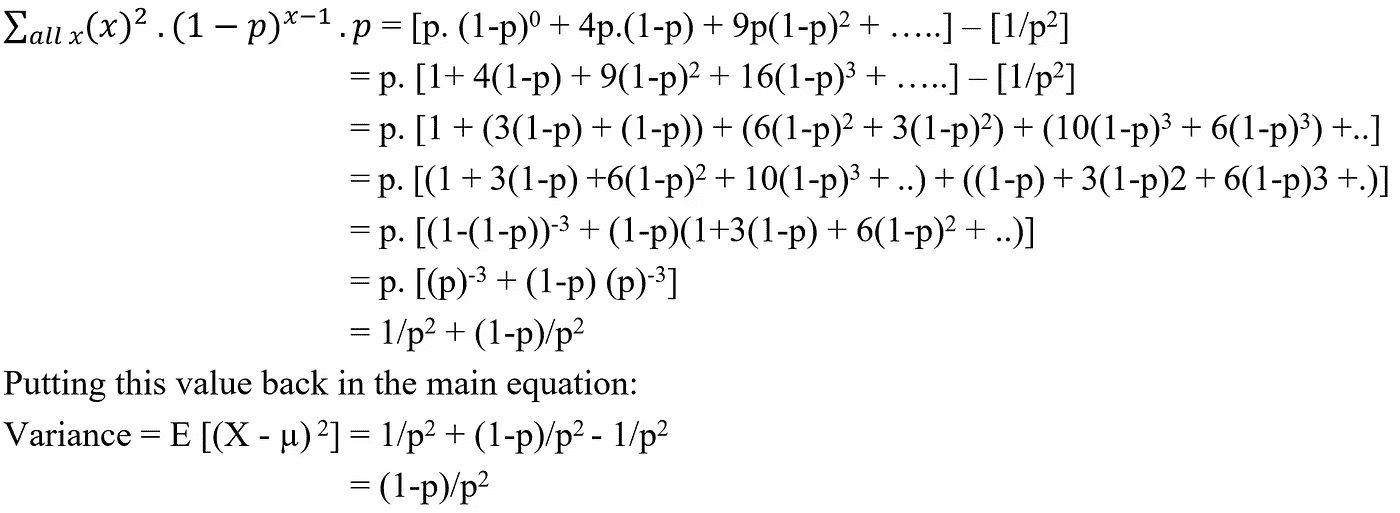 ∑all x(x)² . (1 − p)ˣ⁻¹ . p = [p. (1-p)⁰ + 4p.(1-p) + 9p(1-p)² + …..] – [1/p²]
= p. [1+ 4(1-p) + 9(1-p)² + 16(1-p)³ + …..] – [1/p²]
= p. [1 + (3(1-p) + (1-p)) + (6(1-p)² + 3(1-p)²) + (10(1-p)³ + 6(1-p)³) +..]
= p. [(1 + 3(1-p) +6(1-p)² + 10(1-p)³ + ..) + ((1-p) + 3(1-p)2 + 6(1-p)3 +.)]
= p. [(1-(1-p))⁻³ + (1-p)(1+3(1-p) + 6(1-p)² + ..)]
= p. [(p)⁻³ + (1-p) (p)⁻³]
= 1/p² + (1-p)/p²
Putting this value back in the main equation:
Variance = E [(X - µ) ²] = 1/p² + (1-p)/p² - 1/p²
= (1-p)/p²